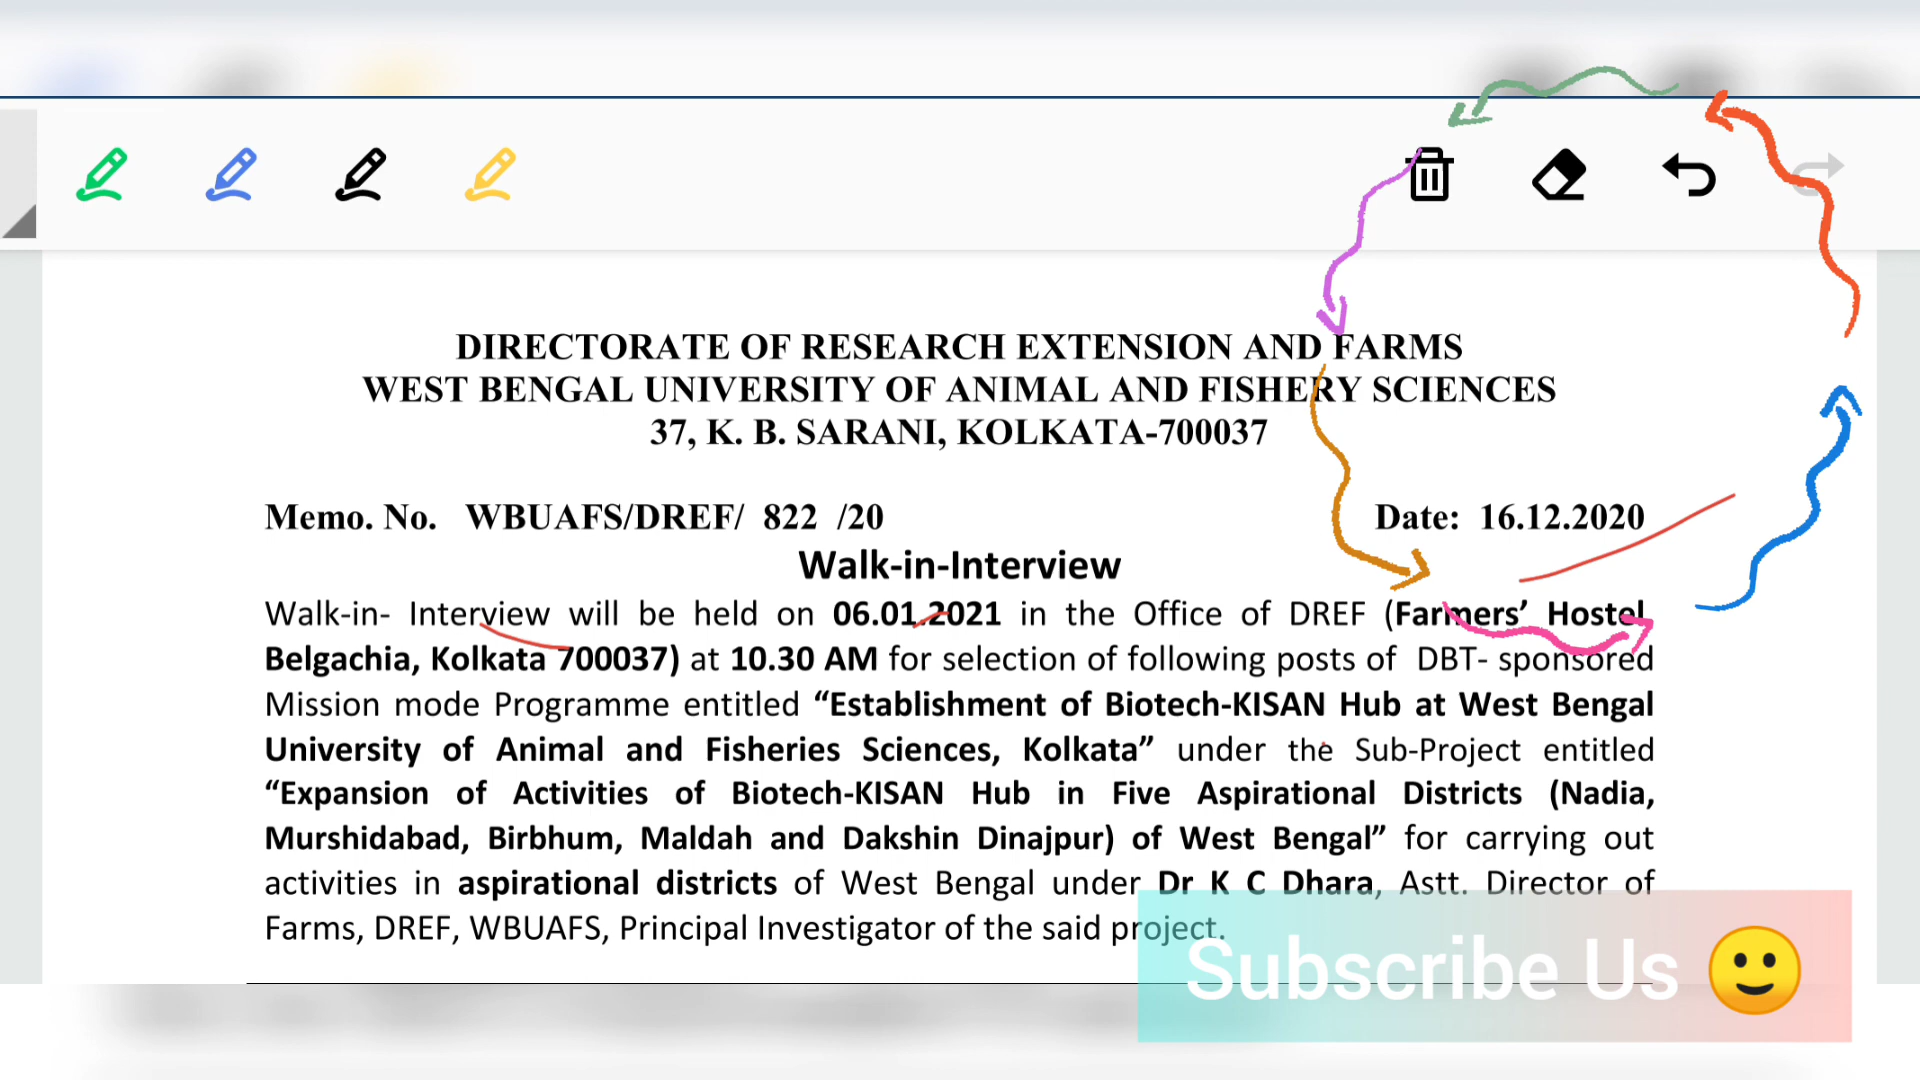 DIRECTORATE OF RESEARCH EXTENSION AND FARMS
WEST BENGAL UNIVERSITY OF ANIMAL AND FISHERY SCIENCES
37, K. B. SARANI, KOLKATA-700037
Memo. No. WBUAFS/DREF/ 822 /20 Date: 16.12.2020
Walk-in-Interview
Walk-in- Interview will be held on 06.01.2021 in the Office of DREF (Farmers’ Hostel,
Belgachia, Kolkata 700037) at 10.30 AM for selection of following posts of DBT- sponsored
Mission mode Programme entitled “Establishment of Biotech-KISAN Hub at West Bengal
University of Animal and Fisheries Sciences, Kolkata” under the Sub-Project entitled
“Expansion of Activities of Biotech-KISAN Hub in Five Aspirational Districts (Nadia,
Murshidabad, Birbhum, Maldah and Dakshin Dinajpur) of West Bengal” for carrying out
activities in aspirational districts of West Bengal under Dr K C Dhara, Astt. Director of
Farms, DREF, WBUAFS, Principal Investigator of the said project.
Subscribe Us 🙂